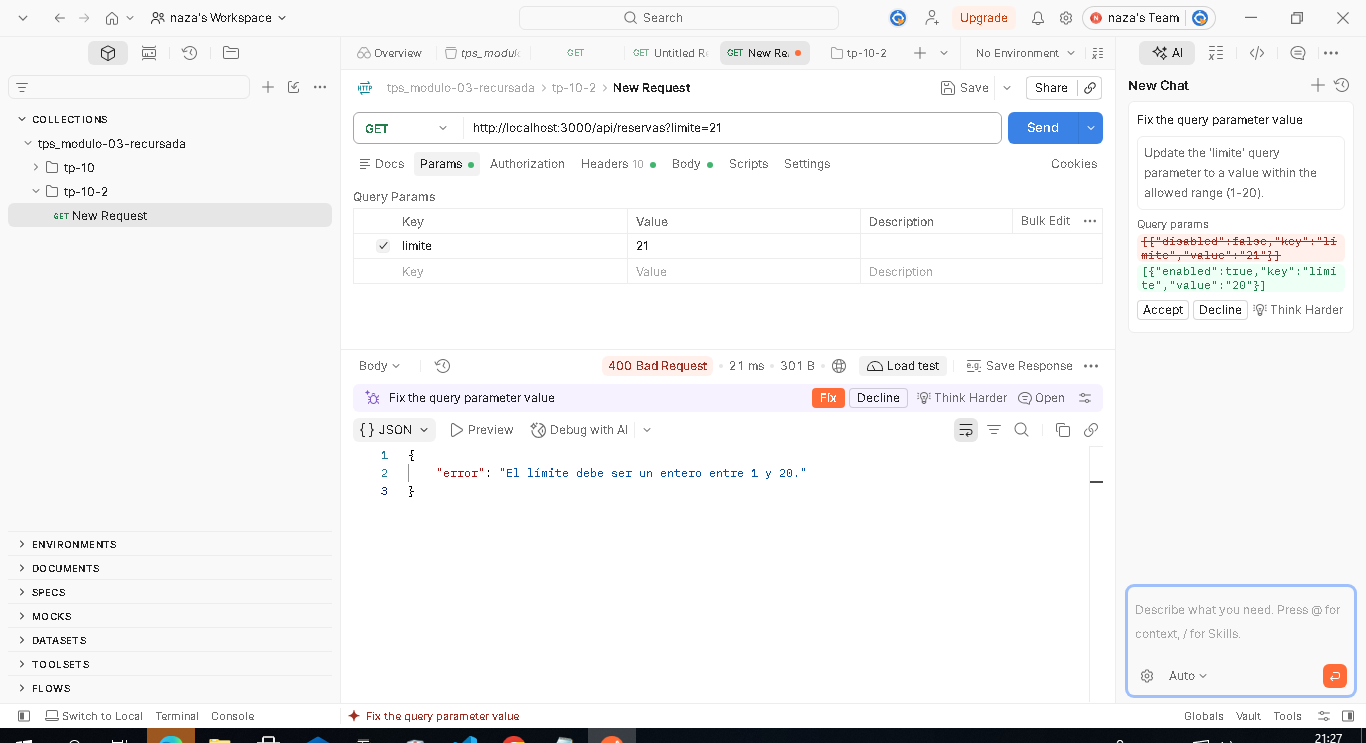 naza's Workspace
Search
Upgrade
N naza's Team
Overview
tps_modulo
GET
GET Untitled R
GET New Re.
tp-10-2
No Environment
AI
COLLECTIONS
tps_modulo-03-recursada
tp-10
tp-10-2
GET New Request
ENVIRONMENTS
DOCUMENTS
SPECS
MOCKS
DATASETS
TOOLSETS
FLOWS
HTTP tps_modulo-03-recursada > tp-10-2 > New Request
Save
Share
GET
http://localhost:3000/api/reservas?limite=21
Send
Docs Params Authorization Headers 10 Body Scripts Settings
Cookies
Query Params
Key Value Description Bulk Edit
limite 21
Key Value Description
Body
400 Bad Request 21 ms 301 B
Load test
e.g. Save Response
Fix the query parameter value
Fix Decline Think Harder Open
{ } JSON Preview Debug with AI
1 {
2 "error": "El límite debe ser un entero entre 1 y 20."
3 }
New Chat
Fix the query parameter value
Update the 'limite' query
parameter to a value within the
allowed range (1-20).
Query params
[{"disabled":false,"key":"li
mite","value":"21"}]
[{"enabled":true,"key":"limi
te","value":"20"}]
Accept Decline Think Harder
Describe what you need. Press @ for
context, / for Skills.
Auto
Switch to Local Terminal Console
Fix the query parameter value
Globals Vault Tools
21:27